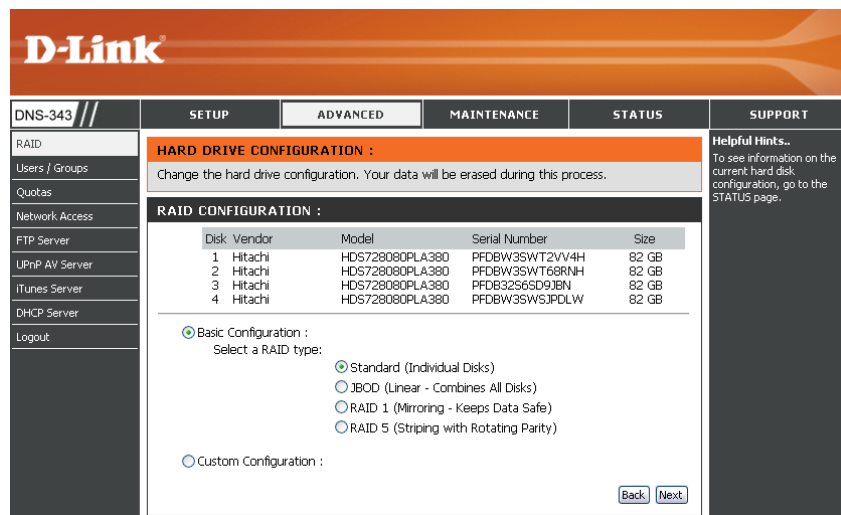 D-Link®
DNS-343 //
SETUP
ADVANCED
MAINTENANCE
STATUS
SUPPORT
RAID
Users / Groups
Quotas
Network Access
FTP Server
UPnP AV Server
iTunes Server
DHCP Server
Logout
HARD DRIVE CONFIGURATION :
Change the hard drive configuration. Your data will be erased during this process.
RAID CONFIGURATION :
Disk Vendor Model Serial Number Size
1 Hitachi HDS728080PLA380 PFDBW3SWT2VV4H 82 GB
2 Hitachi HDS728080PLA380 PFDBW3SWT68RNH 82 GB
3 Hitachi HDS728080PLA380 PFDB32S6SD9JBN 82 GB
4 Hitachi HDS728080PLA380 PFDBW3SWSJPDLW 82 GB
Basic Configuration :
Select a RAID type:
Standard (Individual Disks)
JBOD (Linear - Combines All Disks)
RAID 1 (Mirroring - Keeps Data Safe)
RAID 5 (Striping with Rotating Parity)
Custom Configuration :
Back Next
Helpful Hints..
To see information on the
current hard disk
configuration, go to the
STATUS page.